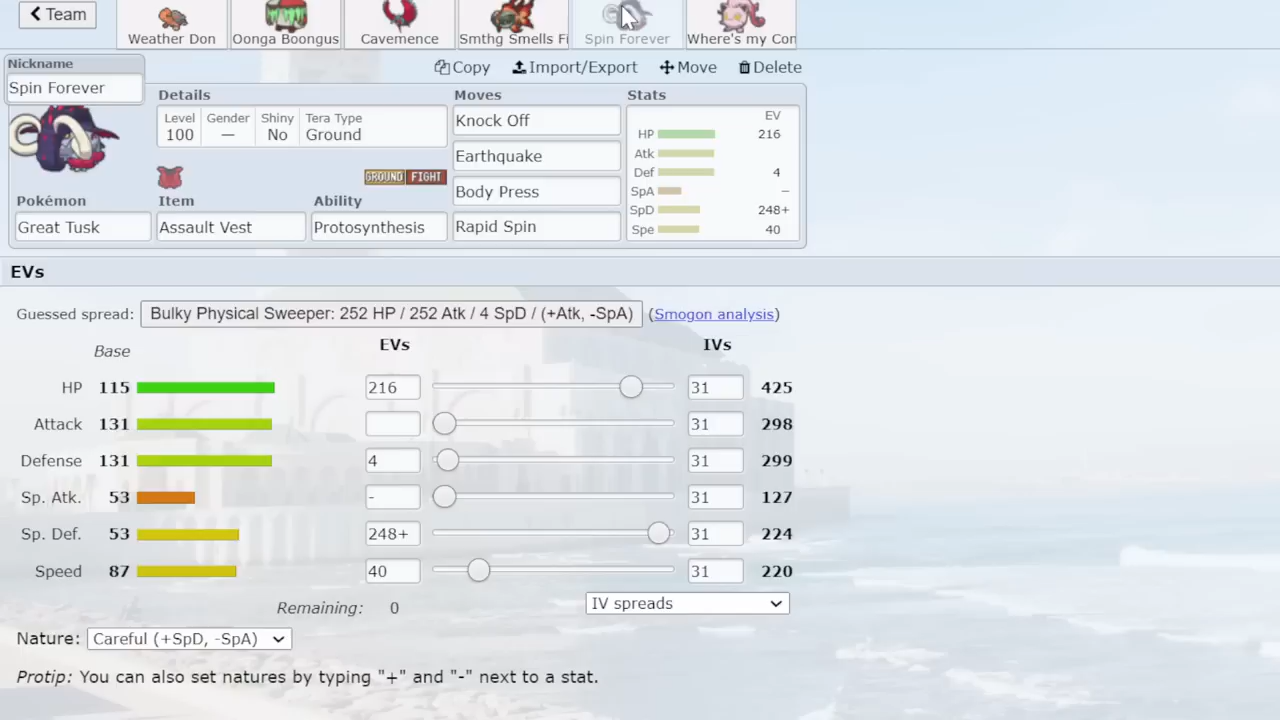 Team
Weather Don
Oonga Boongus
Cavemence
Smthg Smells Fi
Spin Forever
Where's my Con
Copy
Import/Export
Move
Delete
Nickname
Spin Forever
Details
Level
100
Gender
—
Shiny
No
Tera Type
Ground
GROUND FIGHT
Pokémon
Great Tusk
Item
Assault Vest
Ability
Protosynthesis
Moves
Knock Off
Earthquake
Body Press
Rapid Spin
Stats
EV
HP 216
Atk
Def 4
SpA –
SpD 248+
Spe 40
EVs
Guessed spread: Bulky Physical Sweeper: 252 HP / 252 Atk / 4 SpD / (+Atk, -SpA) (Smogon analysis)
Base EVs IVs
HP 115 216 31 425
Attack 131 31 298
Defense 131 4 31 299
Sp. Atk. 53 - 31 127
Sp. Def. 53 248+ 31 224
Speed 87 40 31 220
Remaining: 0
IV spreads
Nature: Careful (+SpD, -SpA)
Protip: You can also set natures by typing "+" and "-" next to a stat.